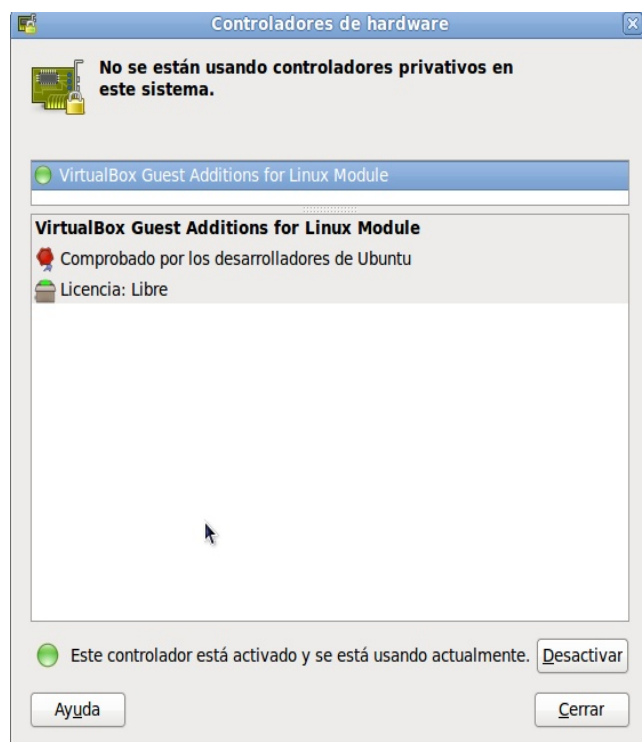 Controladores de hardware
No se están usando controladores privativos en
este sistema.
VirtualBox Guest Additions for Linux Module
VirtualBox Guest Additions for Linux Module
Comprobado por los desarrolladores de Ubuntu
Licencia: Libre
Este controlador está activado y se está usando actualmente.
Desactivar
Ayuda
Cerrar